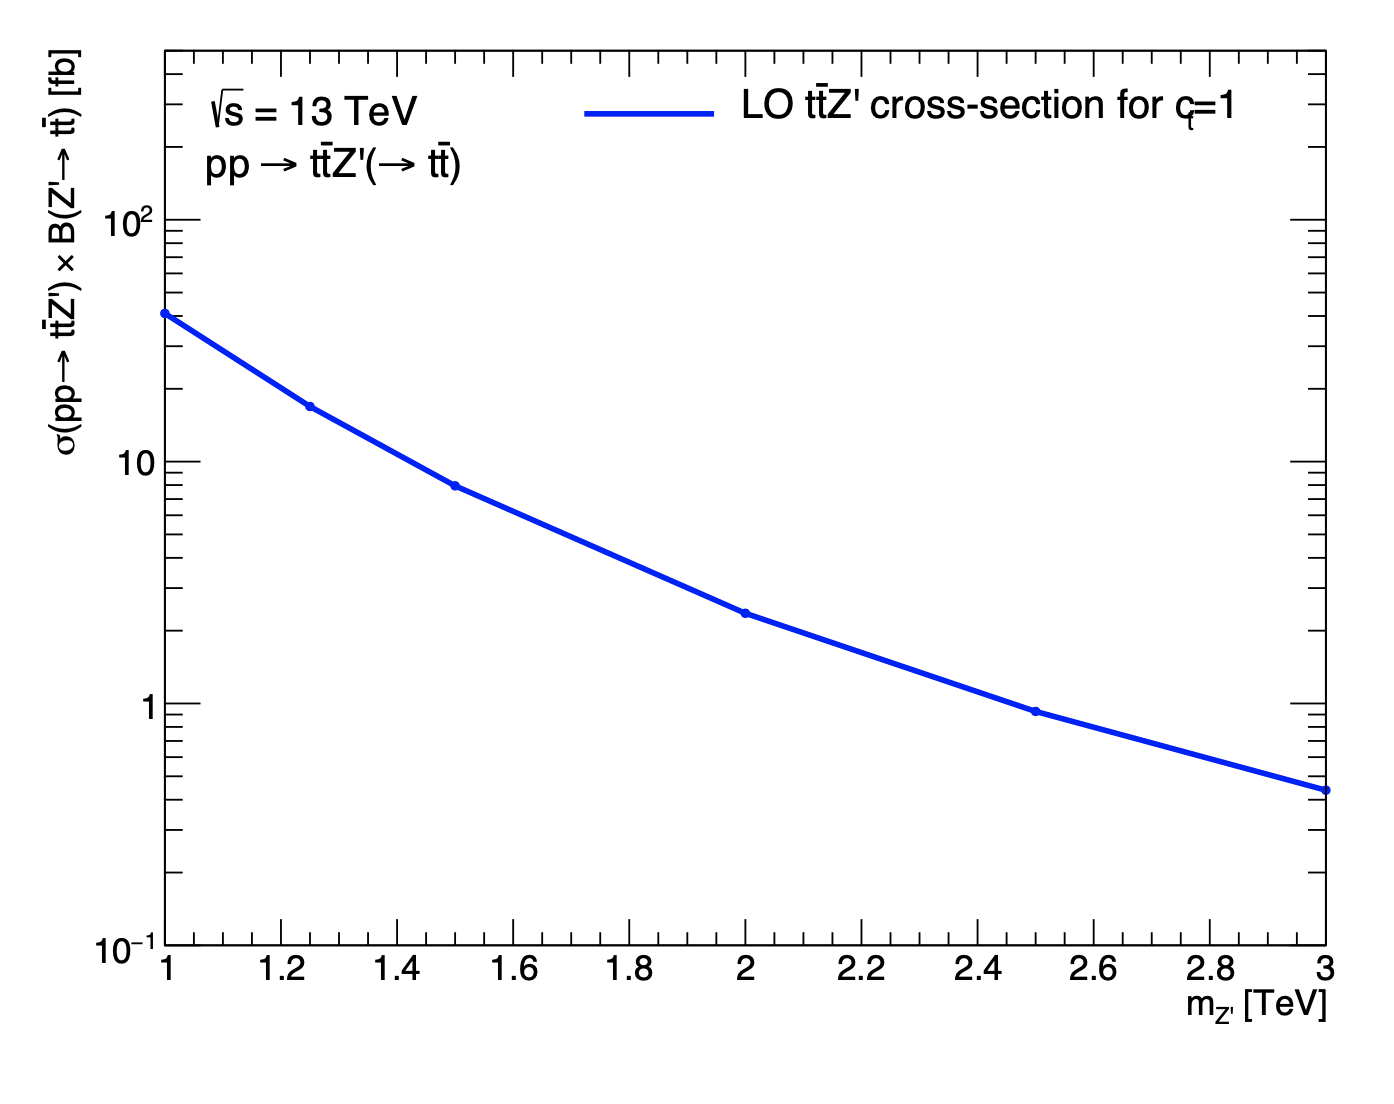 σ(pp→ tt̄Z') × B(Z'→ tt̄) [fb]
√s = 13 TeV
pp → tt̄Z'(→ tt̄)
LO tt̄Z' cross-section for cₜ=1
10²
10
1
10⁻¹
1 1.2 1.4 1.6 1.8 2 2.2 2.4 2.6 2.8 3
m_Z' [TeV]